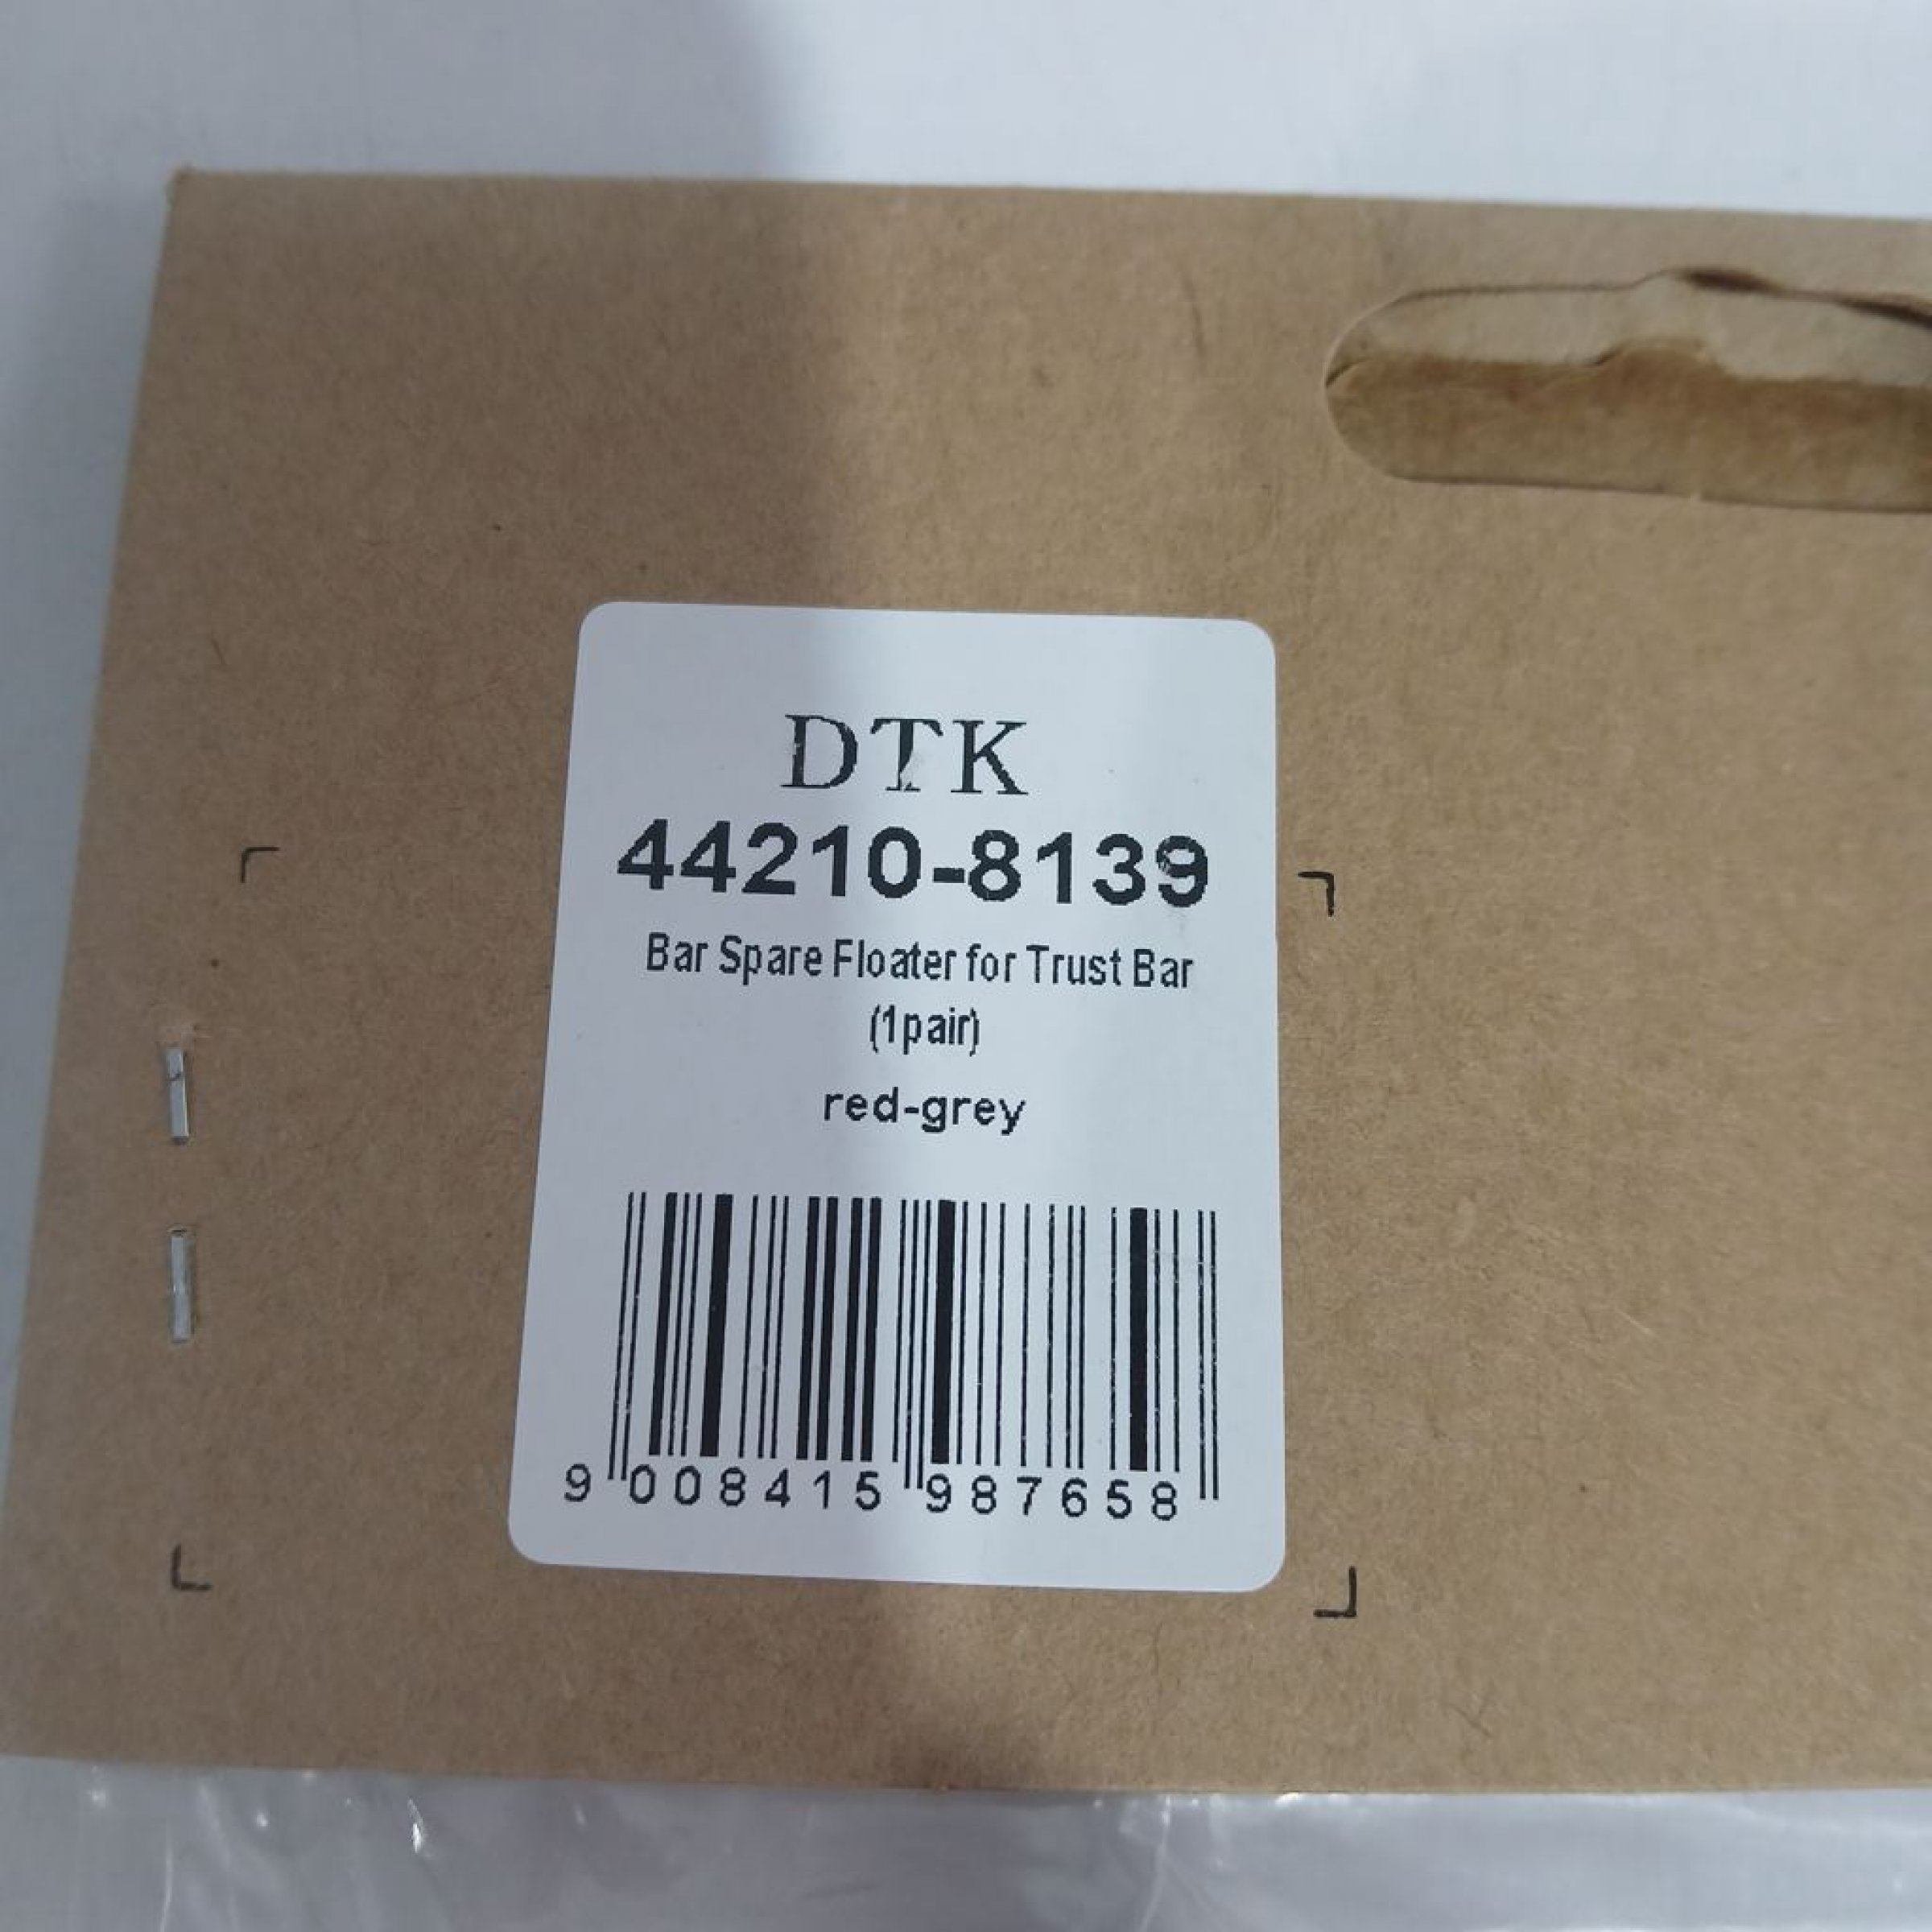 DTK
44210-8139
Bar Spare Floater for Trust Bar
(1pair)
red-grey
9 008415 987658